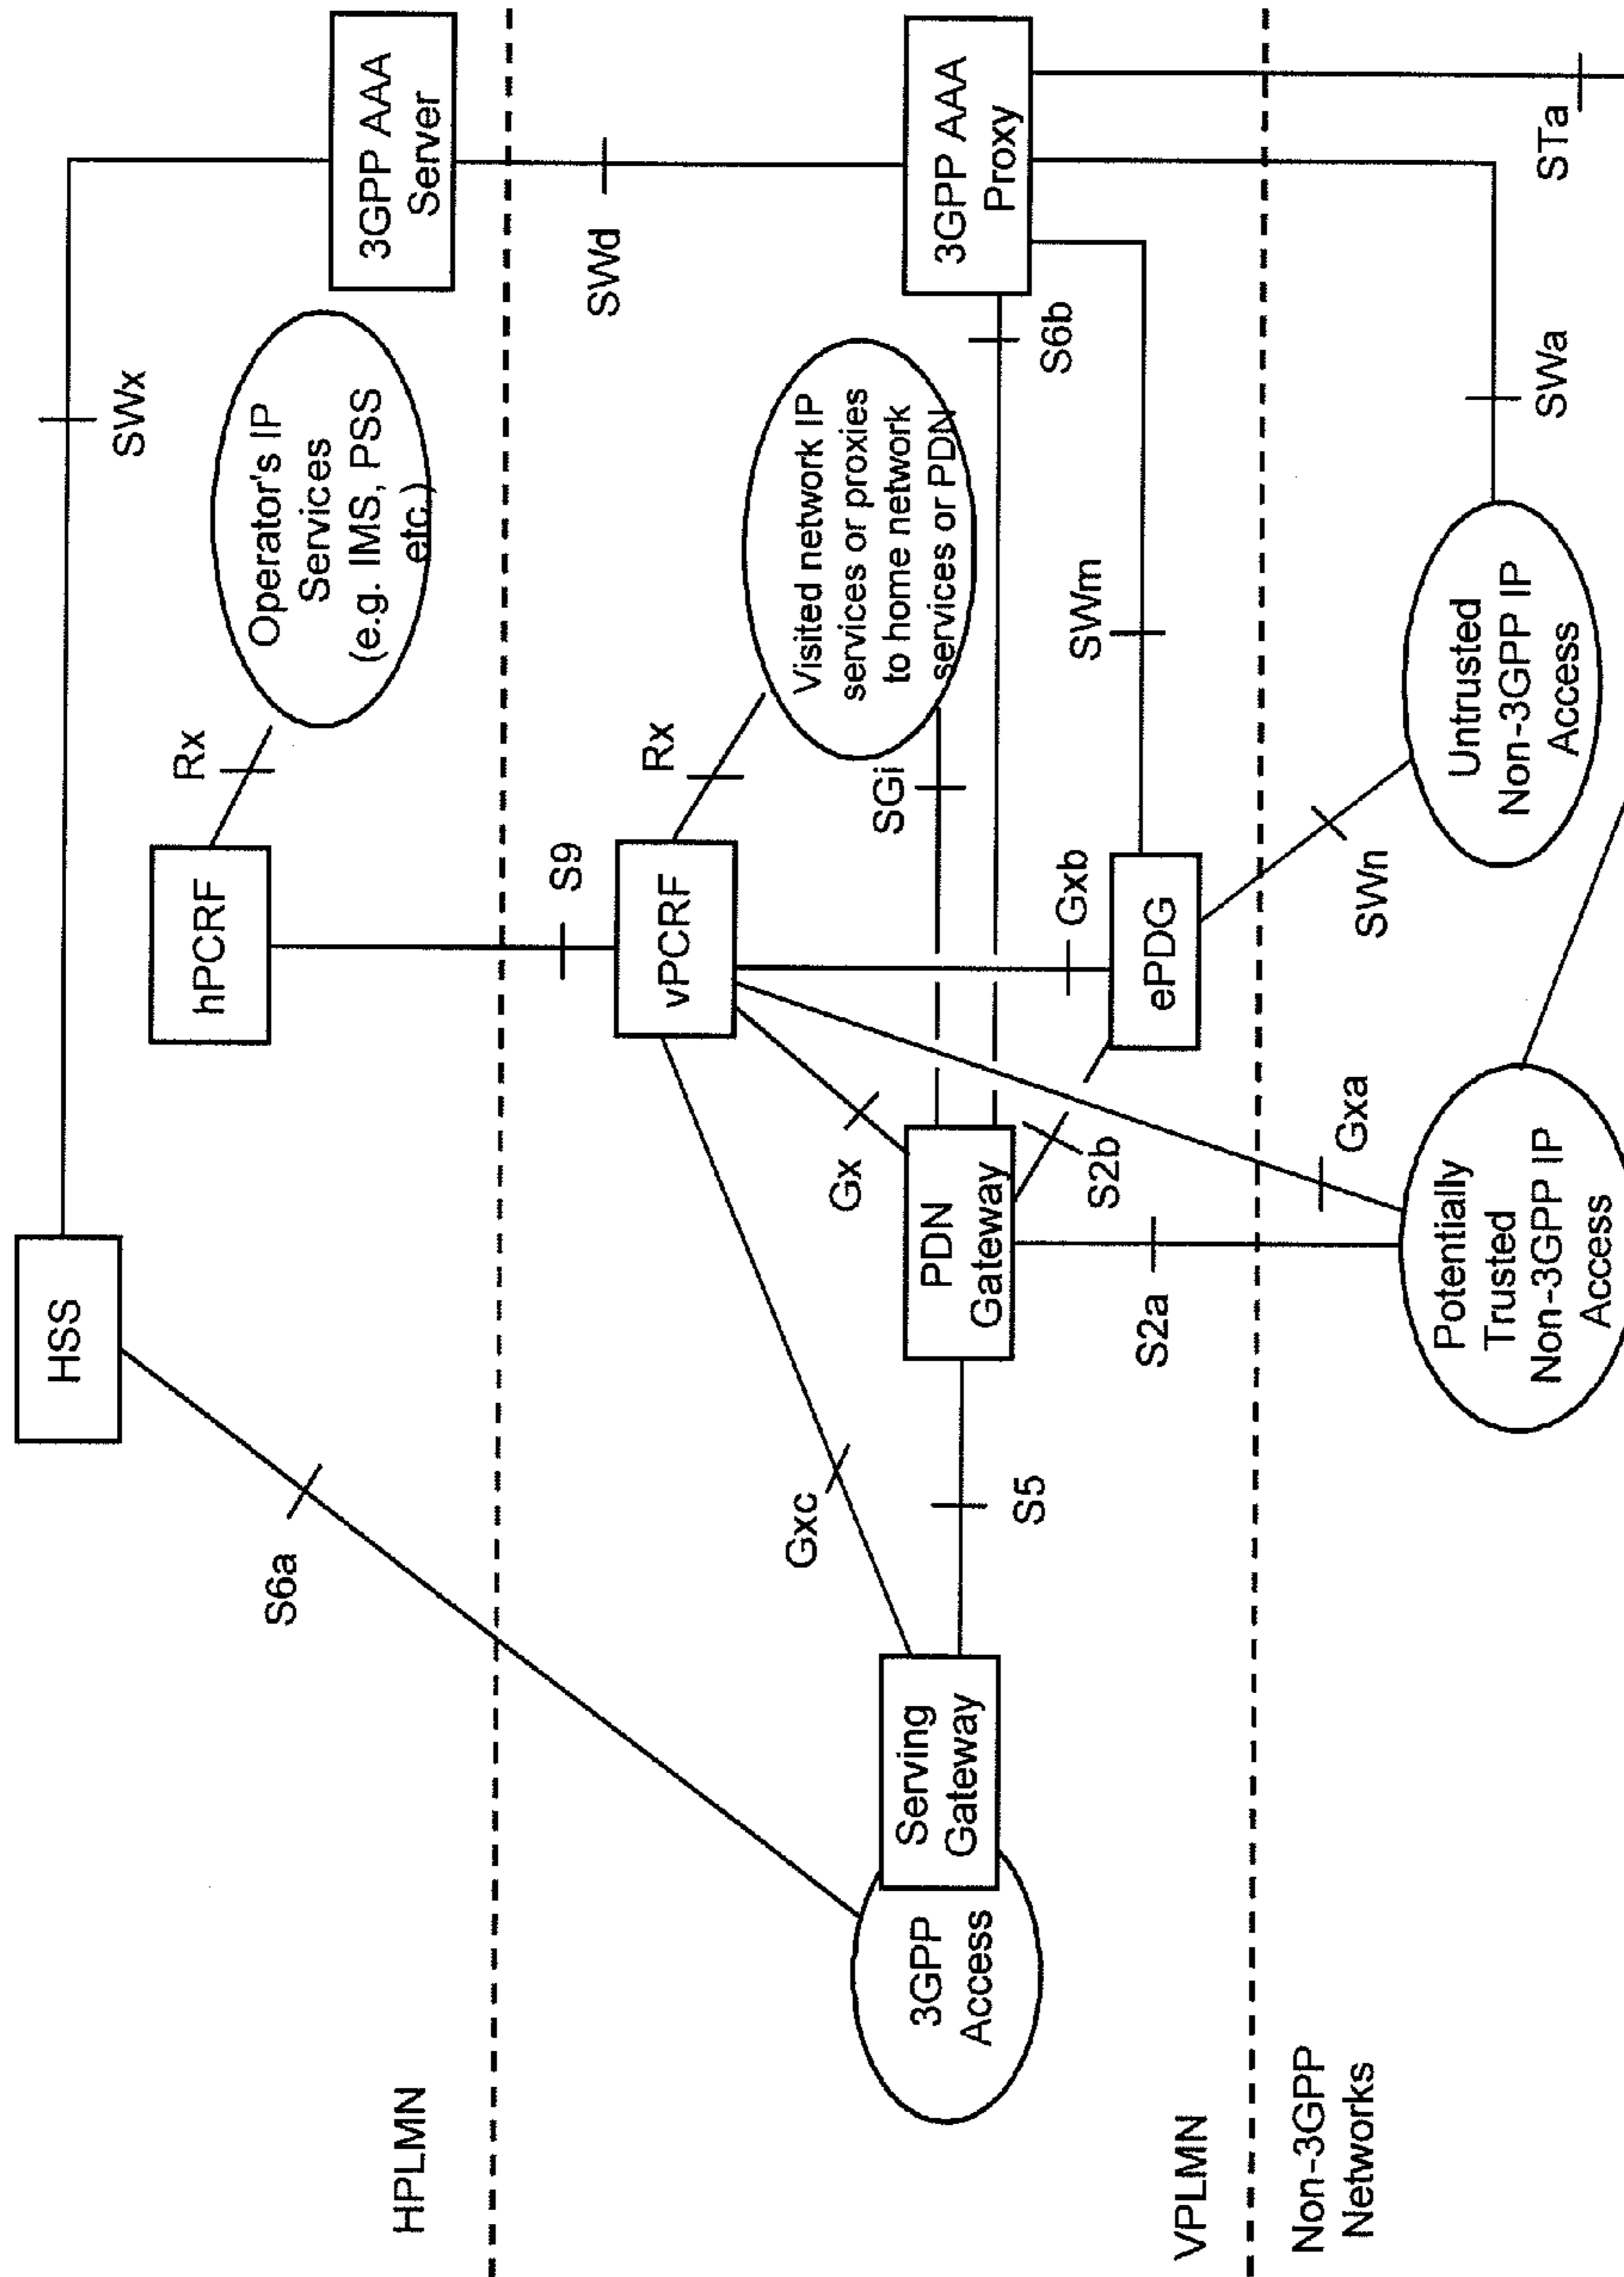 HSS
SWx
hPCRF
Rx
Operator's IP
Services
(e.g. IMS, PSS
etc.)
3GPP AAA
Server
S6a
HPLMN
S9
SWd
vPCRF
Rx
Visited network IP
services or proxies
to home network
services or PDN
Gxc
Gx
SGi
3GPP AAA
Proxy
S6b
3GPP
Access
Serving
Gateway
S5
PDN
Gateway
S2b
Gxb
SWm
ePDG
S2a
VPLMN
Non-3GPP
Networks
Gxa
SWn
SWa
STa
Potentially
Trusted
Non-3GPP IP
Access
Untrusted
Non-3GPP IP
Access